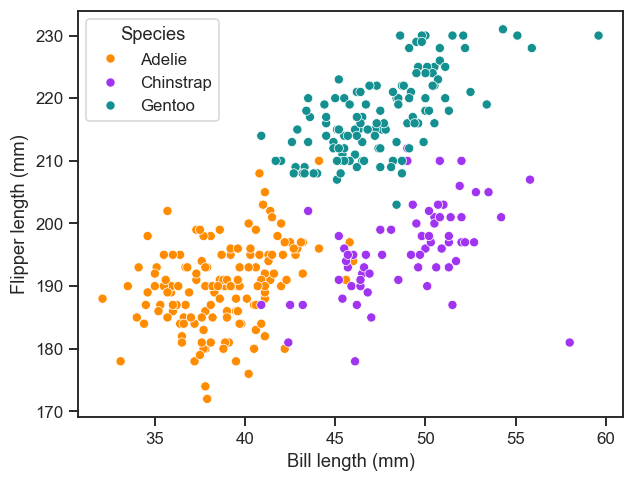 Species
Adelie
Chinstrap
Gentoo
230
220
210
200
190
180
170
Flipper length (mm)
35 40 45 50 55 60
Bill length (mm)